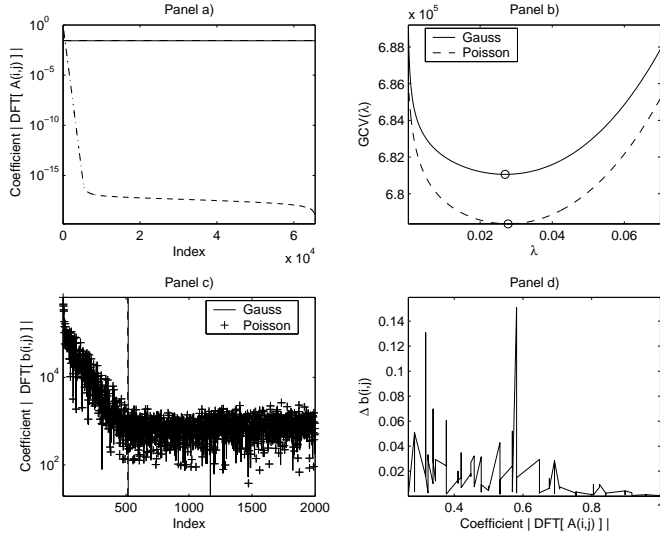 Panel a)
Coefficient | DFT[ A(i,j) ] |
10^0
10^−5
10^−10
10^−15
0
2
4
6
Index
x 10^4
Panel b)
x 10^5
GCV(λ)
6.88
6.86
6.84
6.82
6.81
6.8
0
0.02
0.04
0.06
λ
Gauss
Poisson
Panel c)
Coefficient | DFT[ b(i,j) ] |
10^4
10^2
500
1000
1500
2000
Index
Gauss
Poisson
Panel d)
Δ b(i,j)
0.14
0.12
0.1
0.08
0.06
0.04
0.02
0.4
0.6
0.8
1
Coefficient | DFT[ A(i,j) ] |